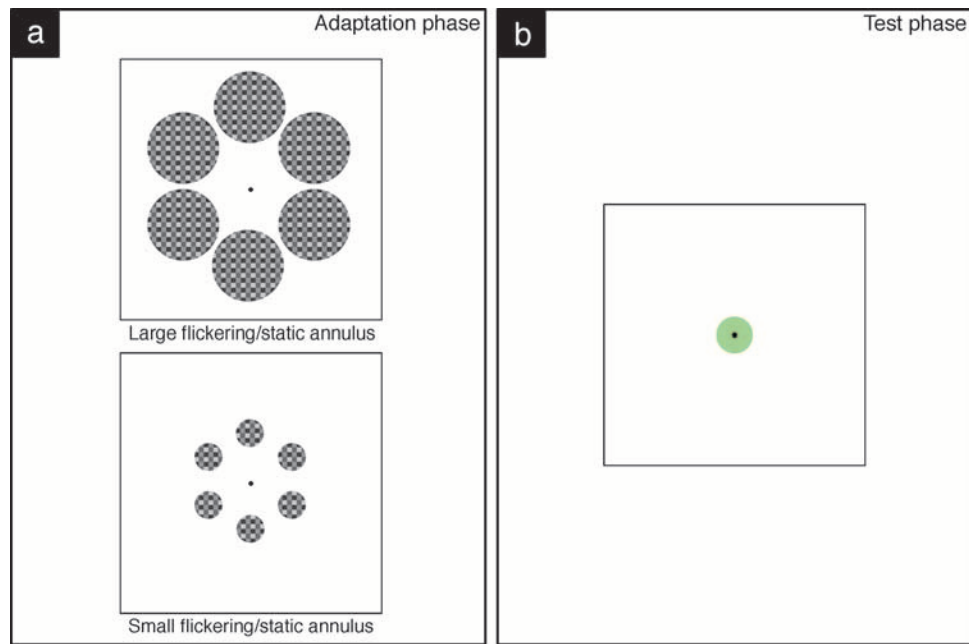 a
Adaptation phase
Large flickering/static annulus
Small flickering/static annulus
b
Test phase